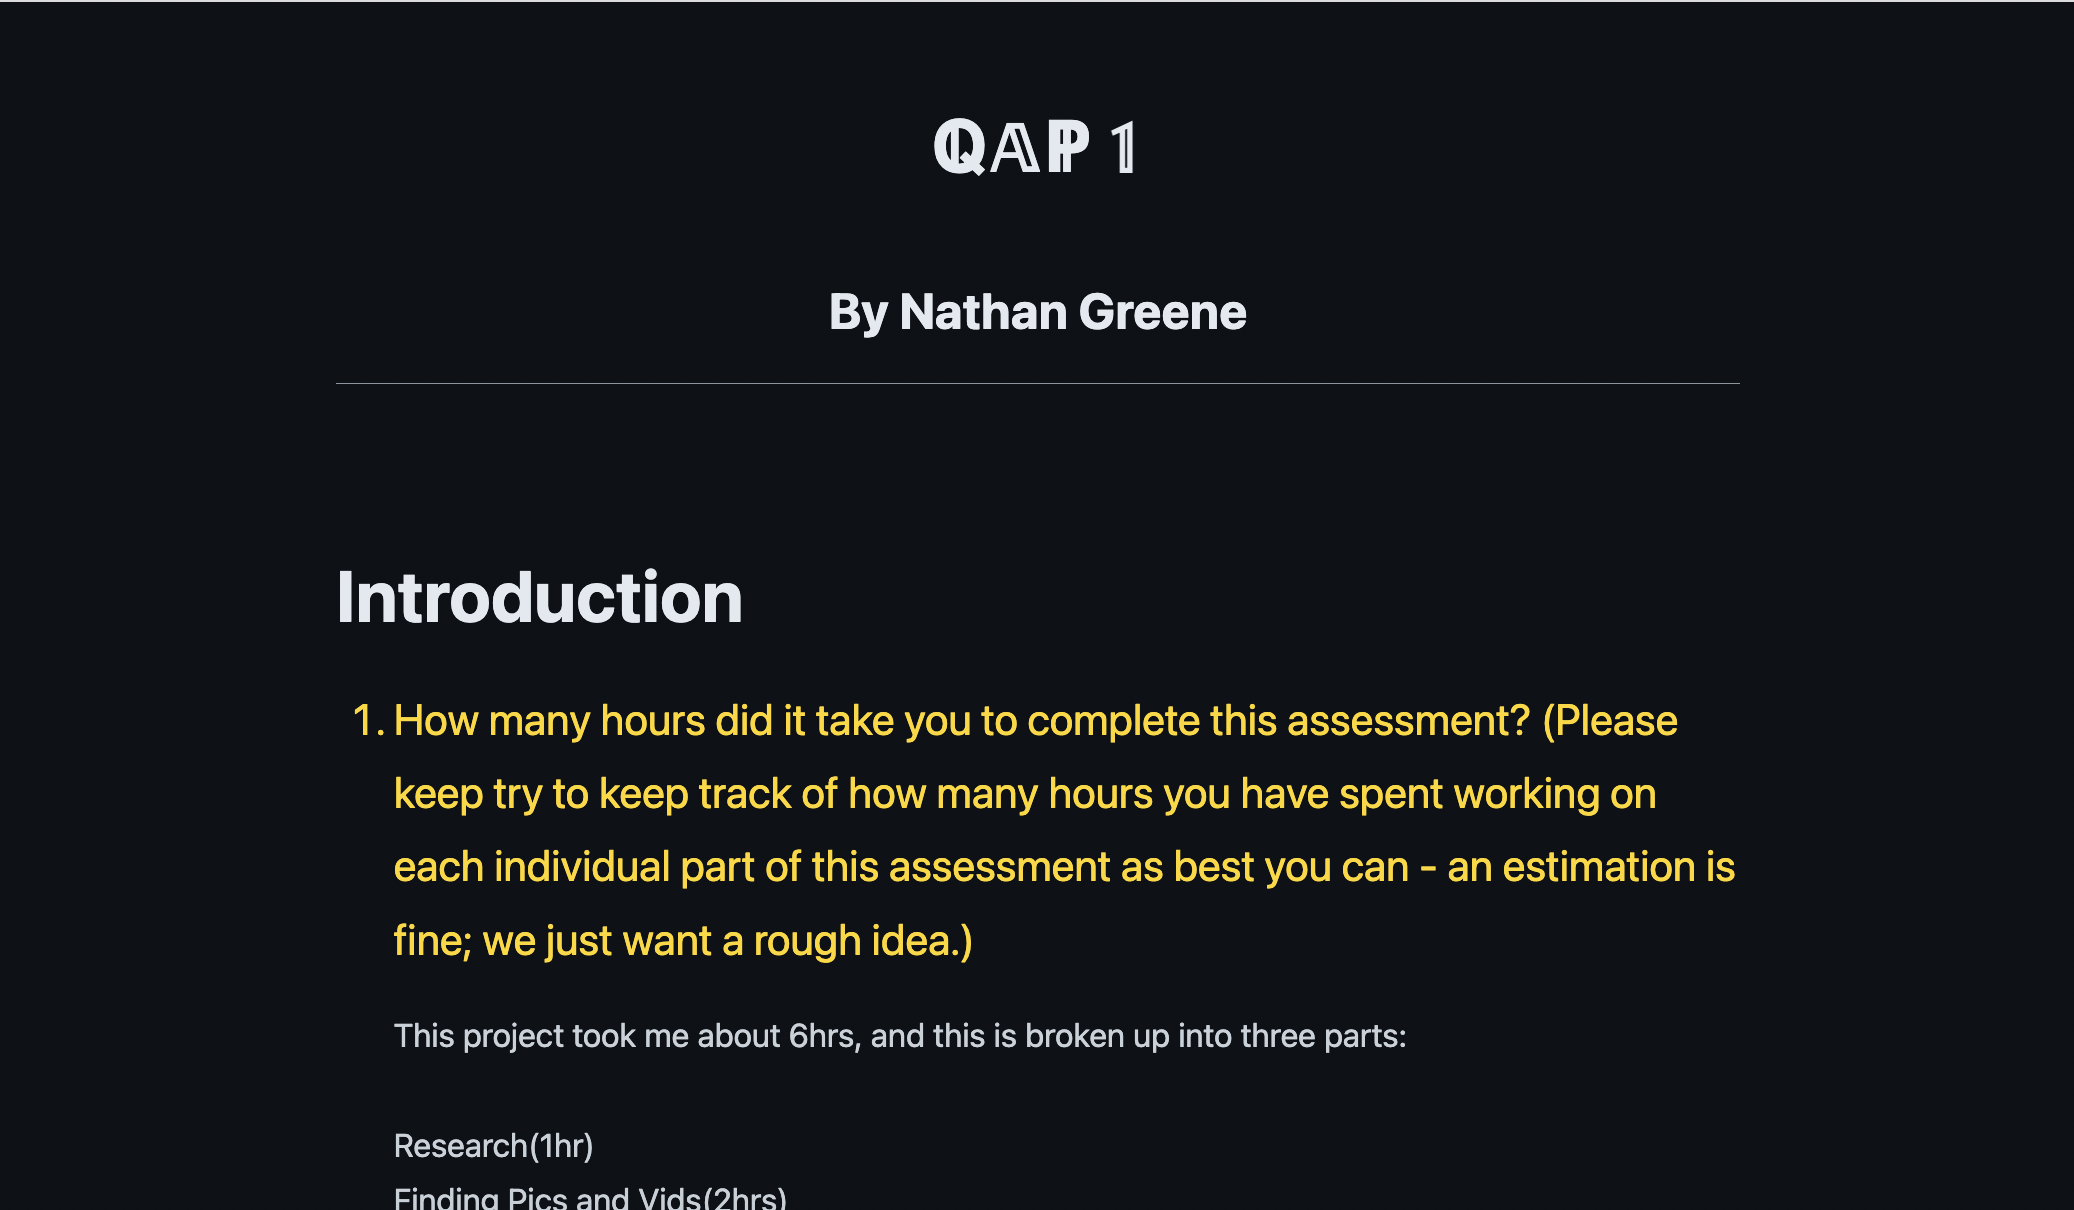 ℚ𝔸ℙ 𝟙
By Nathan Greene
Introduction
1. How many hours did it take you to complete this assessment? (Please
keep try to keep track of how many hours you have spent working on
each individual part of this assessment as best you can - an estimation is
fine; we just want a rough idea.)
This project took me about 6hrs, and this is broken up into three parts:
Research(1hr)
Finding Pics and Vids(2hrs)